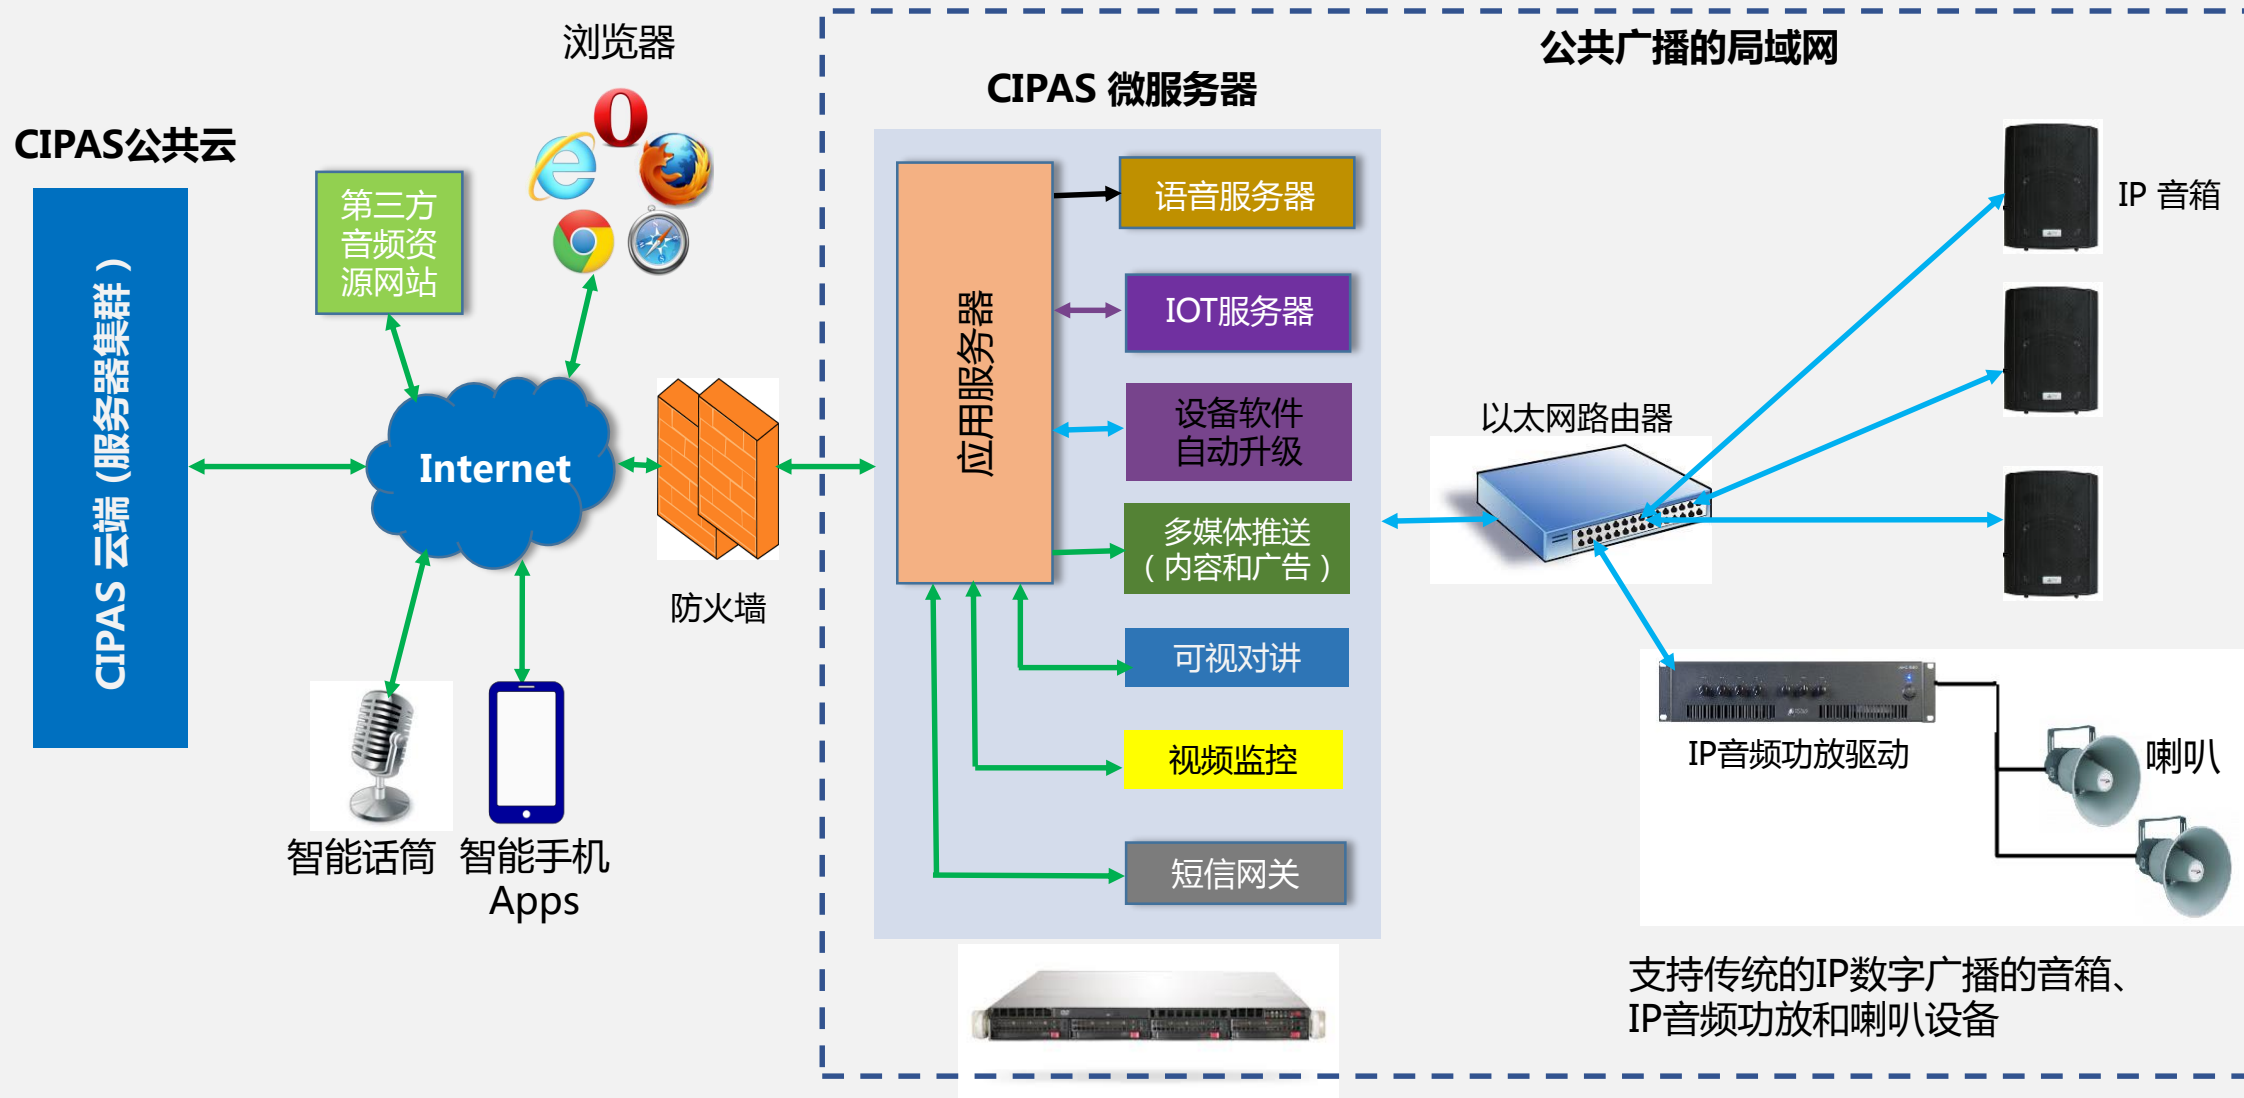 浏览器
公共广播的局域网
CIPAS 微服务器
CIPAS公共云
第三方
音频资
源网站
CIPAS 云端 (服务器集群)
Internet
防火墙
智能话筒
智能手机
Apps
应用服务器
语音服务器
IOT服务器
设备软件
自动升级
多媒体推送
(内容和广告)
可视对讲
视频监控
短信网关
以太网路由器
IP 音箱
IP音频功放驱动
喇叭
支持传统的IP数字广播的音箱、
IP音频功放和喇叭设备